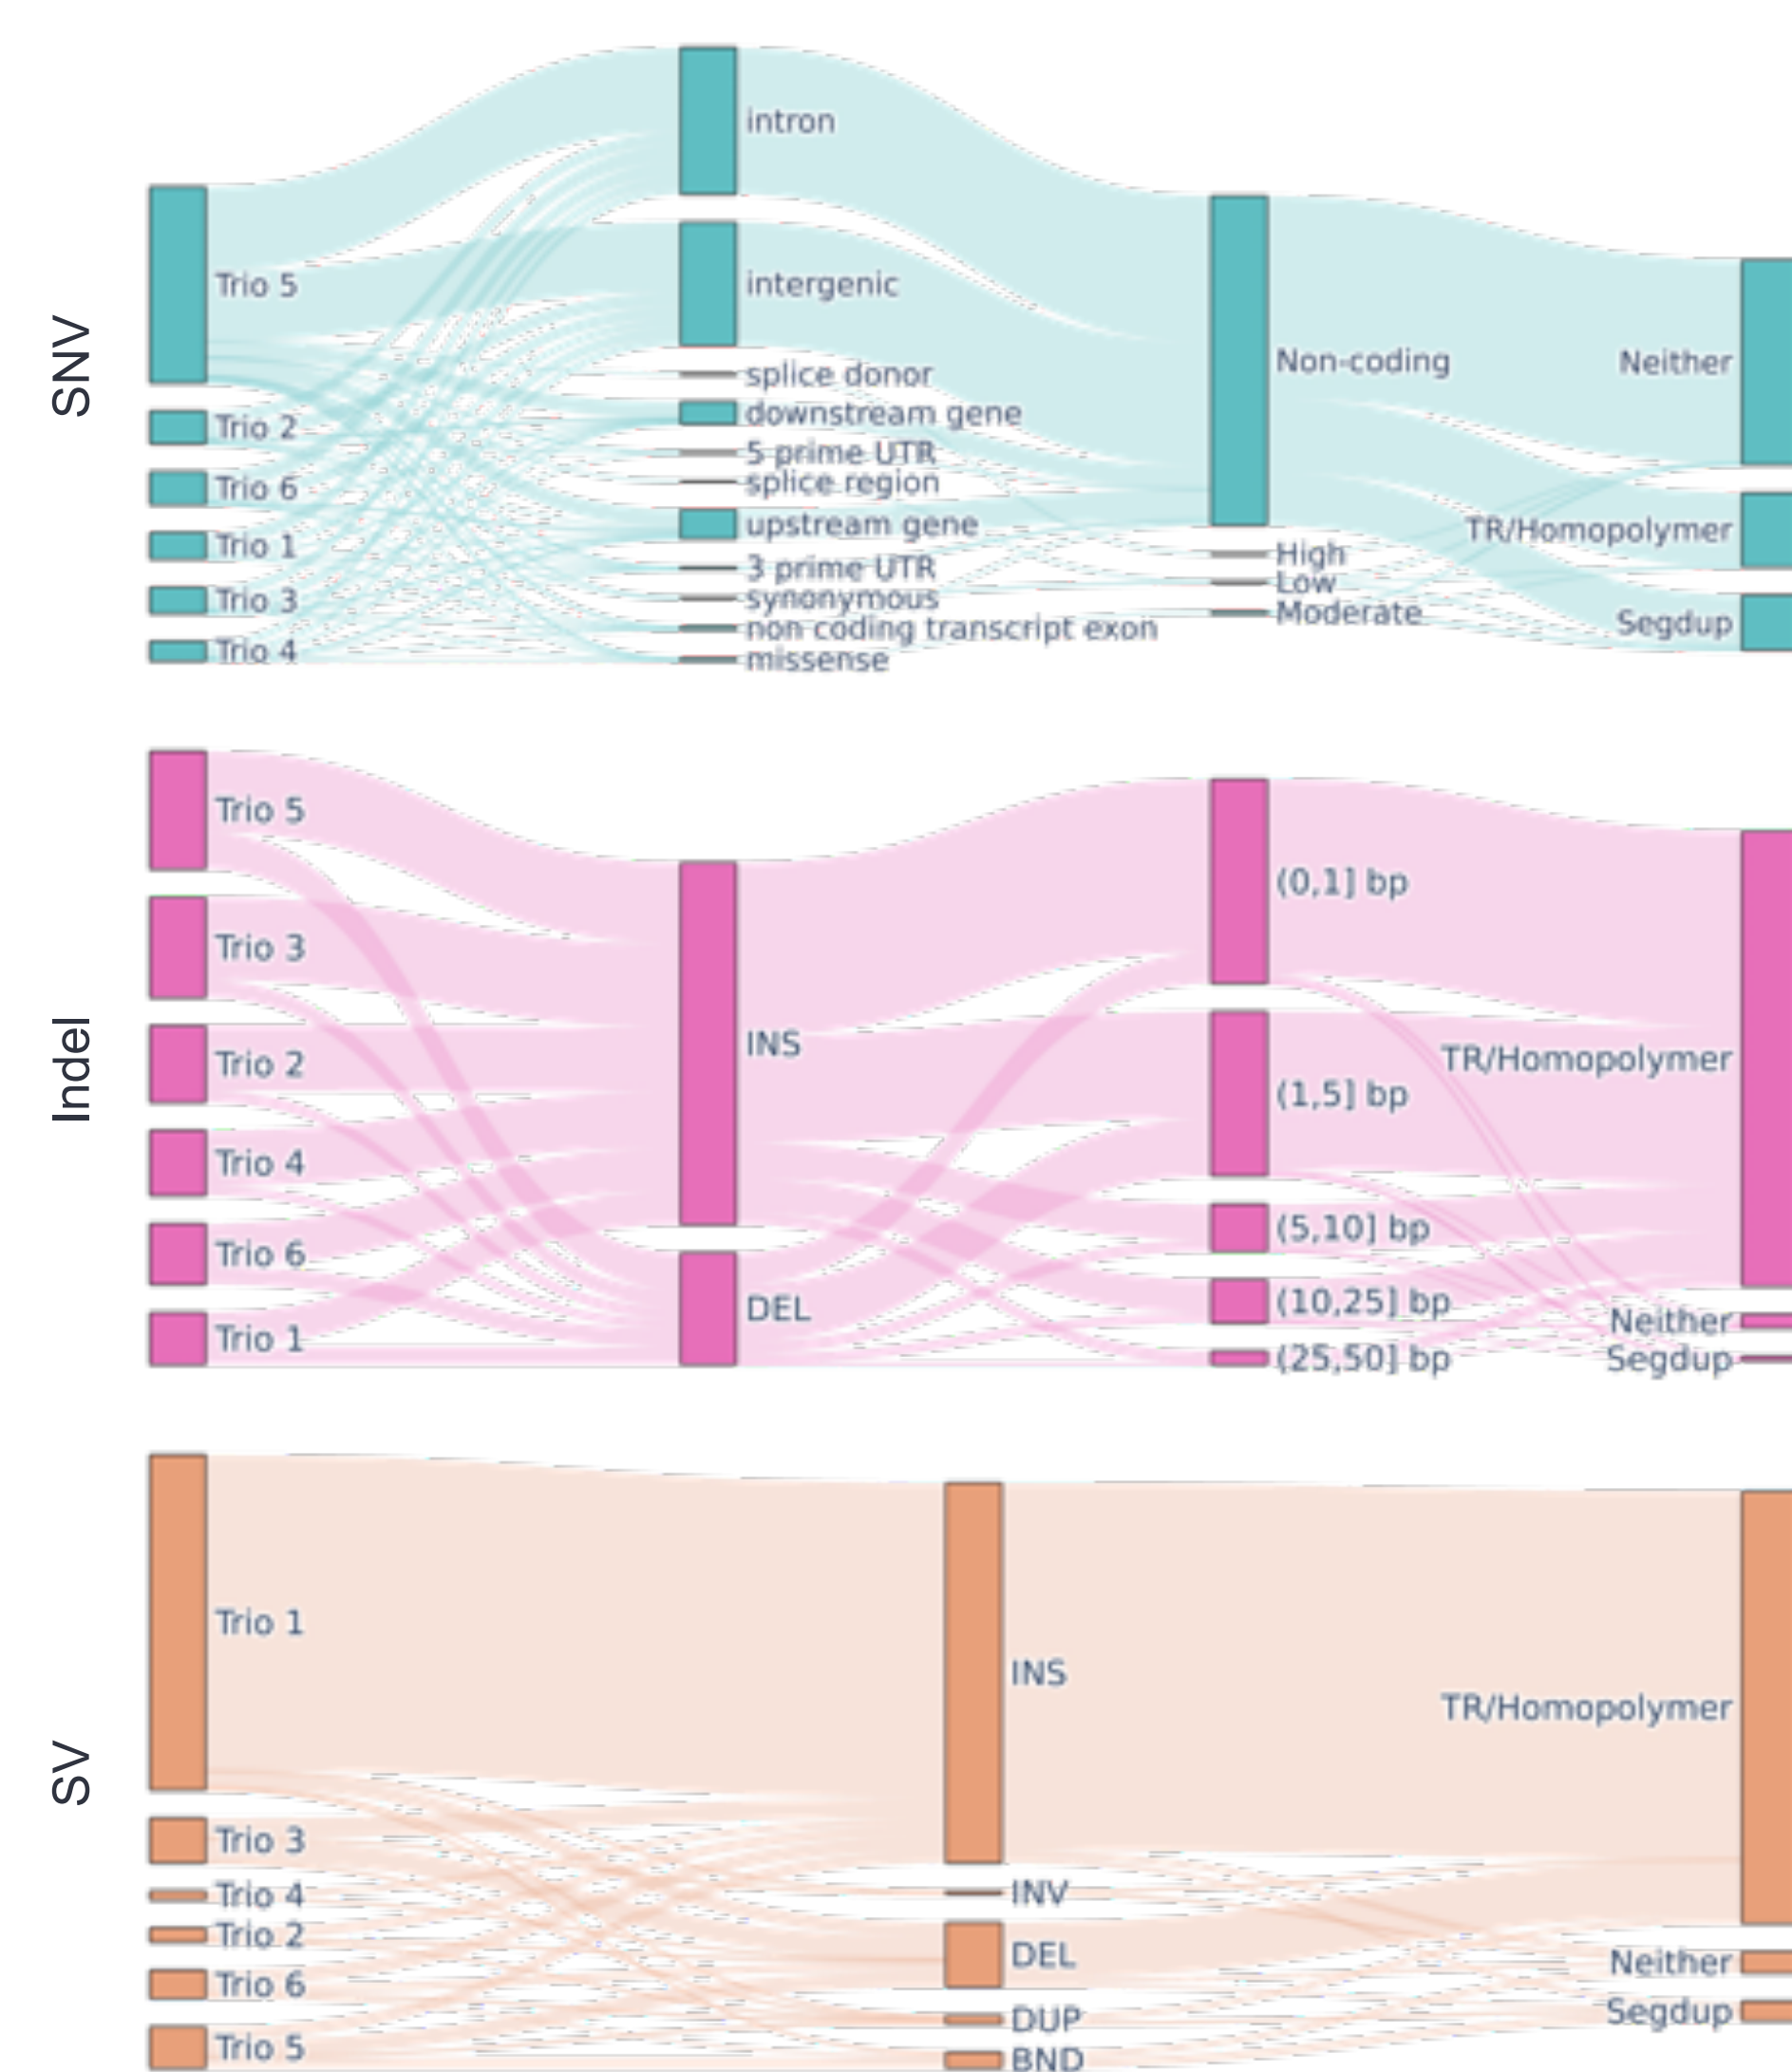 SNV
Trio 5
Trio 2
Trio 6
Trio 1
Trio 3
Trio 4
intron
intergenic
splice donor
downstream gene
5 prime UTR
splice region
upstream gene
3 prime UTR
synonymous
non coding transcript exon
missense
Non-coding
High
Low
Moderate
Neither
TR/Homopolymer
Segdup
Indel
Trio 5
Trio 3
Trio 2
Trio 4
Trio 6
Trio 1
INS
DEL
(0,1] bp
(1,5] bp
(5,10] bp
(10,25] bp
(25,50] bp
TR/Homopolymer
Neither
Segdup
SV
Trio 1
Trio 3
Trio 4
Trio 2
Trio 6
Trio 5
INS
INV
DEL
DUP
BND
TR/Homopolymer
Neither
Segdup